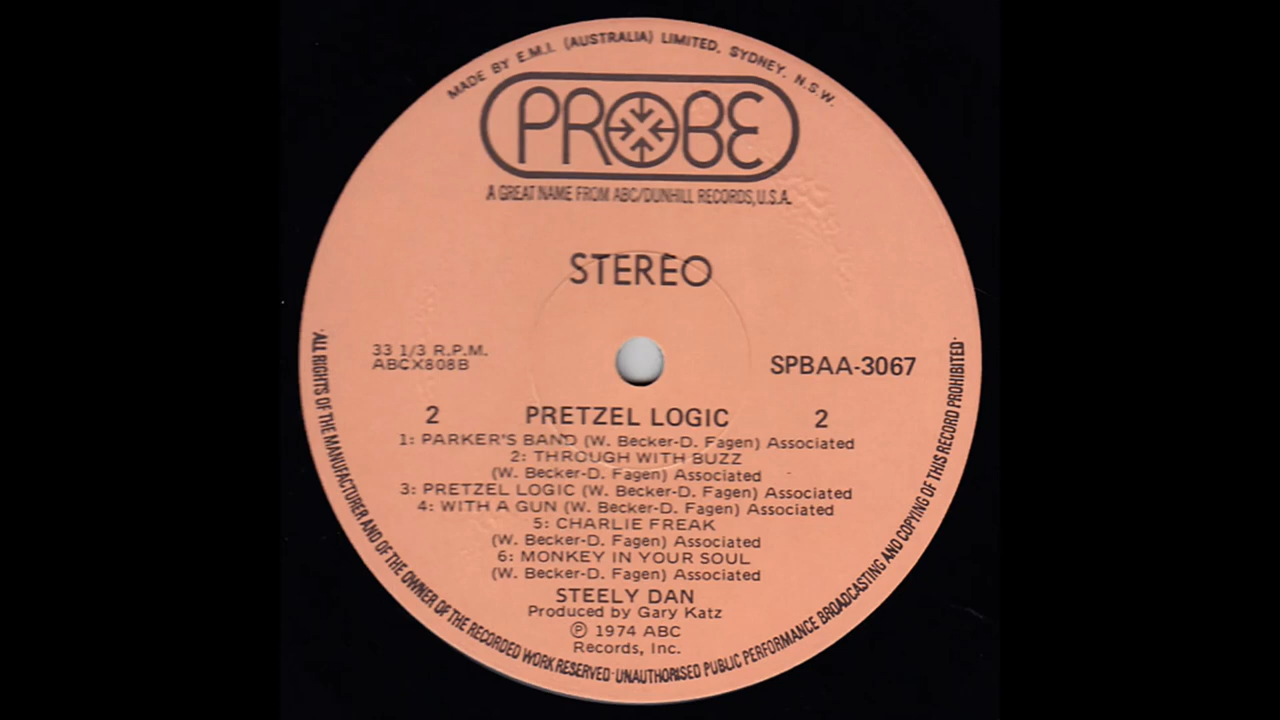 MADE BY E.M.I. (AUSTRALIA) LIMITED, SYDNEY, N.S.W.
PROBE
A GREAT NAME FROM ABC/DUNHILL RECORDS, U.S.A.
STEREO
33 1/3 R.P.M.
ABCX808B
SPBAA-3067
2 PRETZEL LOGIC 2
1: PARKER'S BAND (W. Becker-D. Fagen) Associated
2: THROUGH WITH BUZZ
(W. Becker-D. Fagen) Associated
3: PRETZEL LOGIC (W. Becker-D. Fagen) Associated
4: WITH A GUN (W. Becker-D. Fagen) Associated
5: CHARLIE FREAK
(W. Becker-D. Fagen) Associated
6: MONKEY IN YOUR SOUL
(W. Becker-D. Fagen) Associated
STEELY DAN
Produced by Gary Katz
℗ 1974 ABC
Records, Inc.
·ALL RIGHTS OF THE MANUFACTURER AND OF THE OWNER OF THE RECORDED WORK RESERVED·UNAUTHORISED PUBLIC PERFORMANCE BROADCASTING AND COPYING OF THIS RECORD PROHIBITED·